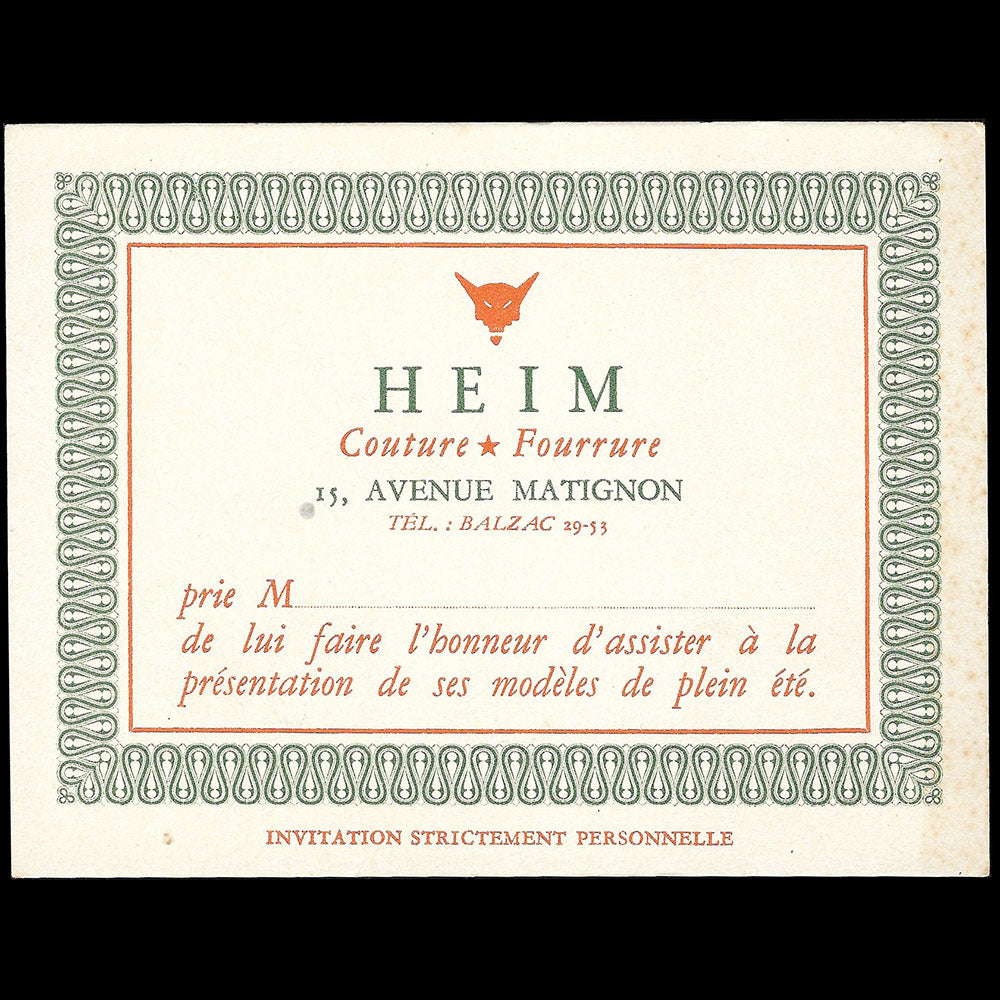 HEIM
Couture ★ Fourrure
15, AVENUE MATIGNON
TÉL. : BALZAC 29-53
prie M
de lui faire l'honneur d'assister à la
présentation de ses modèles de plein été.
INVITATION STRICTEMENT PERSONNELLE